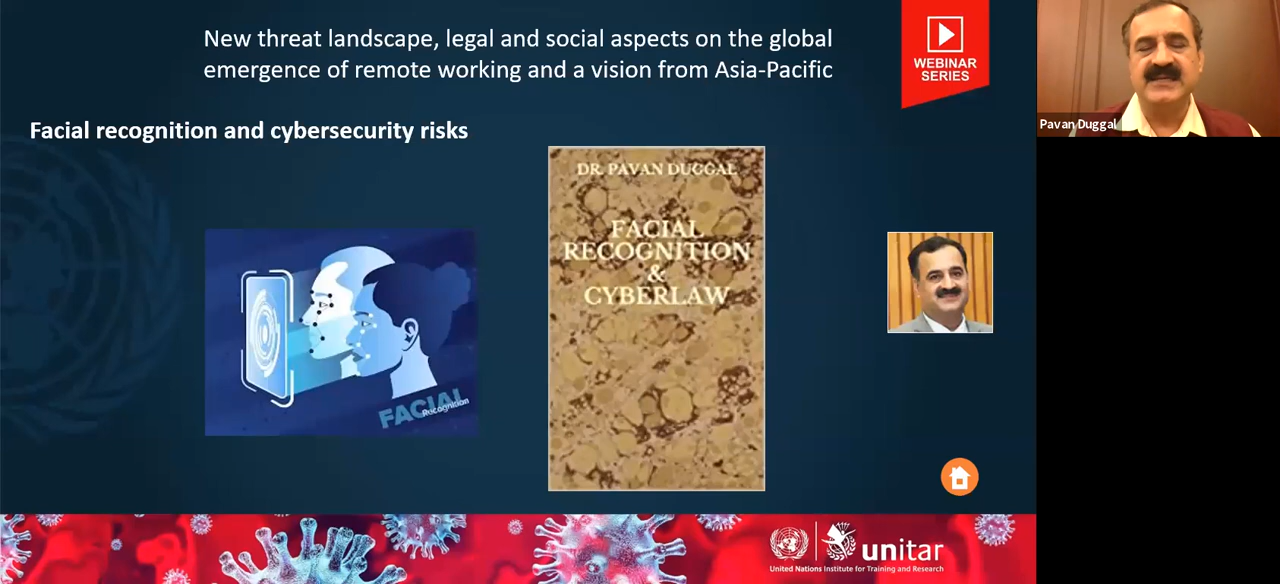 New threat landscape, legal and social aspects on the global
emergence of remote working and a vision from Asia-Pacific
WEBINAR
SERIES
Pavan Duggal
Facial recognition and cybersecurity risks
DR. PAVAN DUGGAL
FACIAL
RECOGNITION
&
CYBERLAW
FACIAL
Recognition
unitar
United Nations Institute for Training and Research